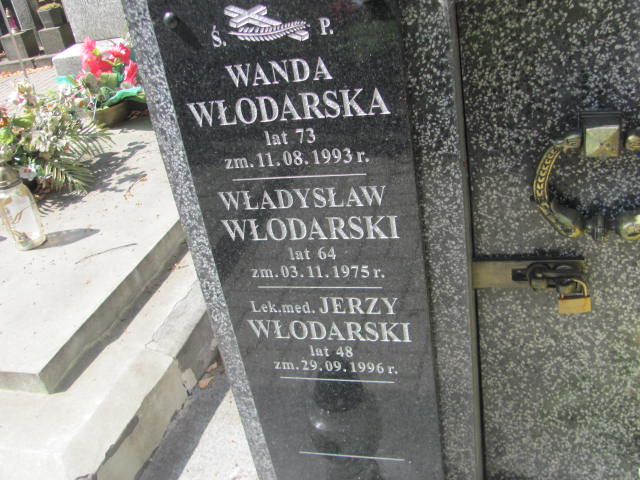 Ś. P.
WANDA
WŁODARSKA
lat 73
zm. 11.08.1993 r.
WŁADYSŁAW
WŁODARSKI
lat 64
zm. 03.11.1975 r.
Lek.med. JERZY
WŁODARSKI
lat 48
zm. 29.09.1996 r.